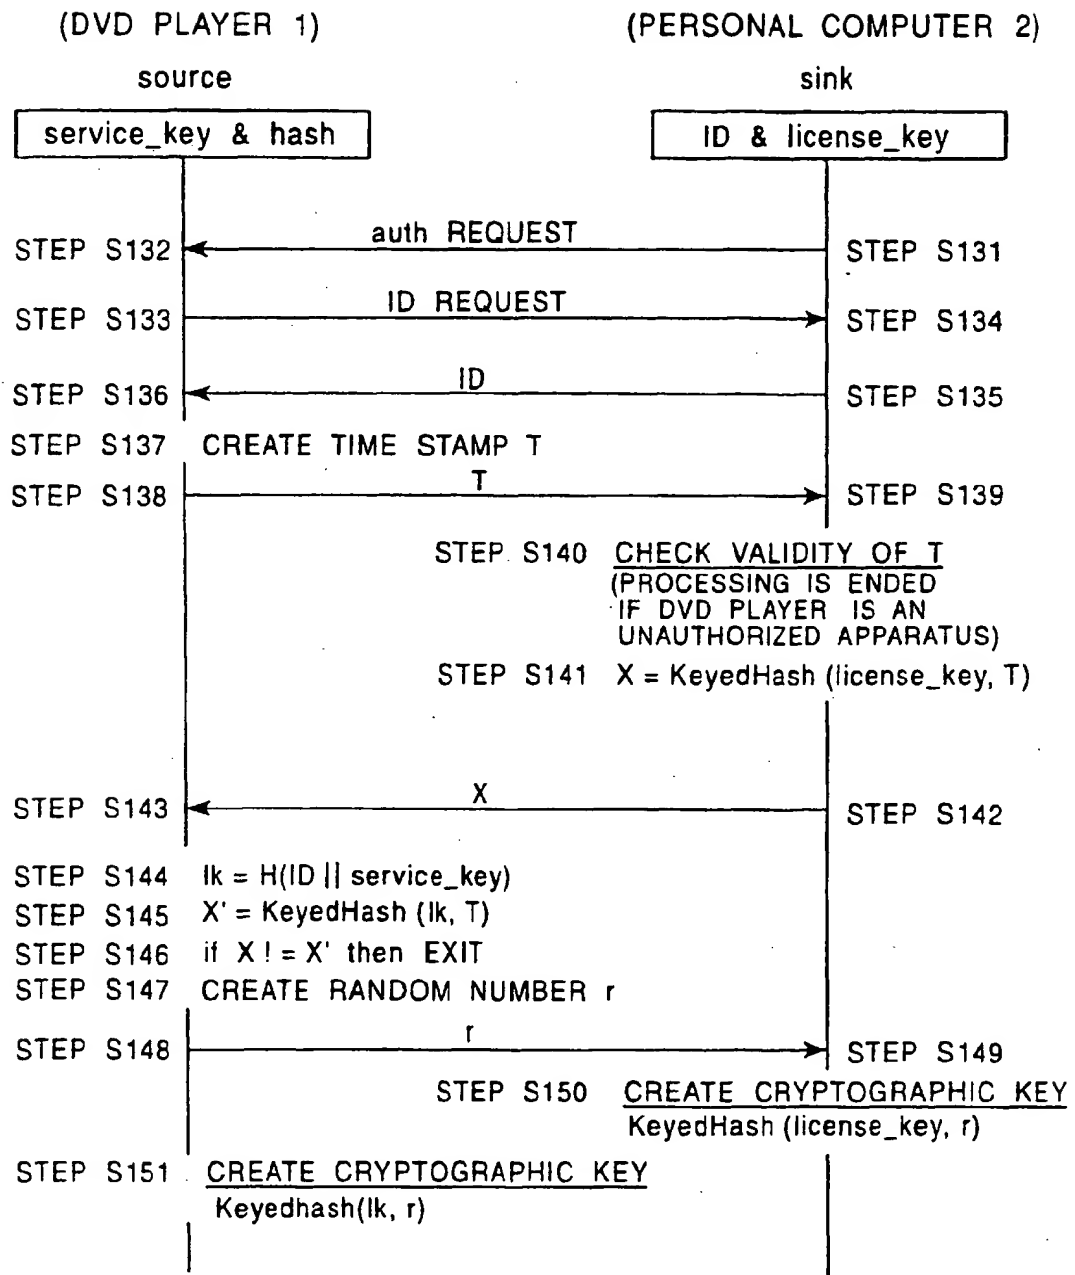 (DVD PLAYER 1) (PERSONAL COMPUTER 2)
source sink
service_key & hash ID & license_key
auth REQUEST
STEP S132 STEP S131
ID REQUEST
STEP S133 STEP S134
ID
STEP S136 STEP S135
STEP S137 CREATE TIME STAMP T
T
STEP S138 STEP S139
STEP S140 CHECK VALIDITY OF T
(PROCESSING IS ENDED
IF DVD PLAYER IS AN
UNAUTHORIZED APPARATUS)
STEP S141 X = KeyedHash (license_key, T)
X
STEP S143 STEP S142
STEP S144 lk = H(ID || service_key)
STEP S145 X' = KeyedHash (lk, T)
STEP S146 if X ! = X' then EXIT
STEP S147 CREATE RANDOM NUMBER r
r
STEP S148 STEP S149
STEP S150 CREATE CRYPTOGRAPHIC KEY
KeyedHash (license_key, r)
STEP S151 CREATE CRYPTOGRAPHIC KEY
Keyedhash(lk, r)